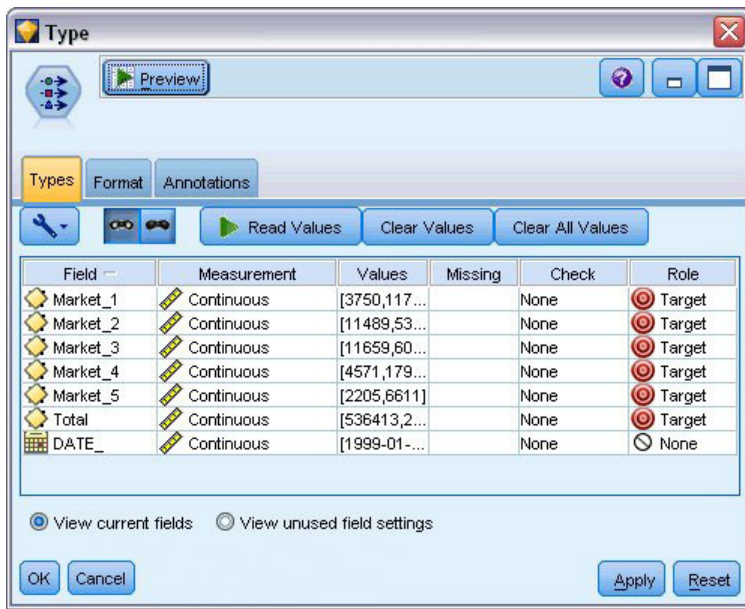 Type
Preview
Types Format Annotations
Read Values Clear Values Clear All Values
Field Measurement Values Missing Check Role
Market_1 Continuous [3750,117... None Target
Market_2 Continuous [11489,53... None Target
Market_3 Continuous [11659,60... None Target
Market_4 Continuous [4571,179... None Target
Market_5 Continuous [2205,6611] None Target
Total Continuous [536413,2... None Target
DATE_ Continuous [1999-01-... None None
View current fields View unused field settings
OK Cancel Apply Reset